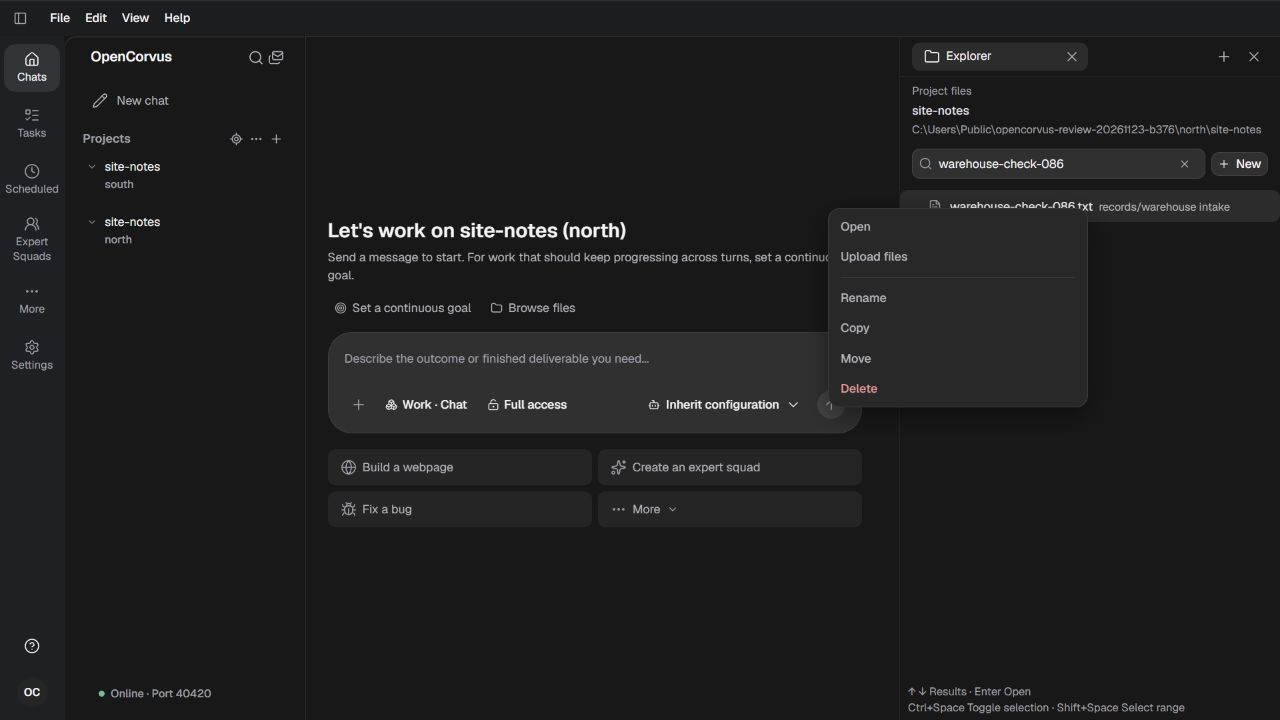 File Edit View Help
Chats
Tasks
Scheduled
Expert
Squads
More
Settings
OC
OpenCorvus
New chat
Projects
site-notes
south
site-notes
north
Online · Port 40420
Let's work on site-notes (north)
Send a message to start. For work that should keep progressing across turns, set a
goal.
Set a continuous goal Browse files
Describe the outcome or finished deliverable you need...
Work · Chat Full access Inherit configuration
Build a webpage Create an expert squad
Fix a bug More
Explorer
Project files
site-notes
C:\Users\Public\opencorvus-review-20261123-b376\north\site-notes
warehouse-check-086 New
warehouse-check-086.txt records/warehouse intake
Open
Upload files
Rename
Copy
Move
Delete
↑↓ Results · Enter Open
Ctrl+Space Toggle selection · Shift+Space Select range